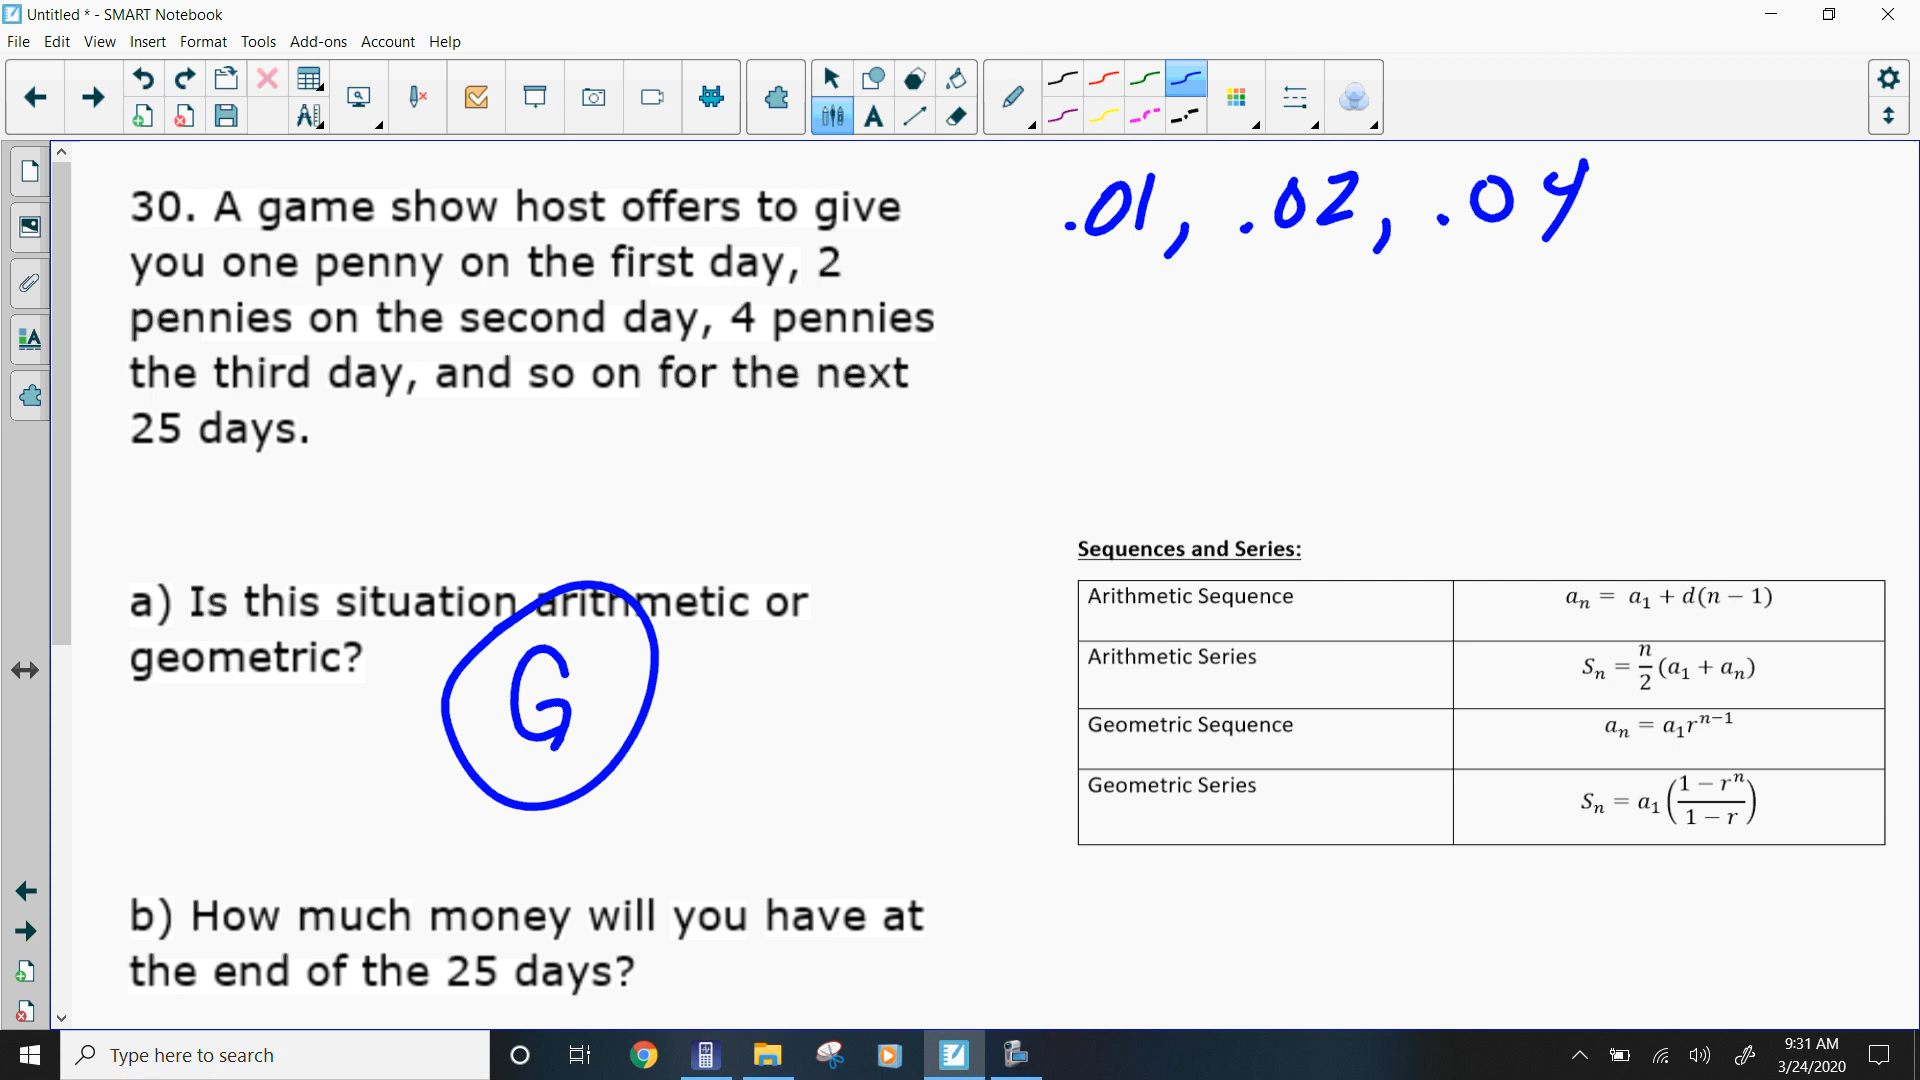 Untitled * - SMART Notebook
File Edit View Insert Format Tools Add-ons Account Help
30. A game show host offers to give
you one penny on the first day, 2
pennies on the second day, 4 pennies
the third day, and so on for the next
25 days.
.01, .02, .04
a) Is this situation arithmetic or
geometric?
G
b) How much money will you have at
the end of the 25 days?
Sequences and Series:
Arithmetic Sequence aₙ = a₁ + d(n − 1)
Arithmetic Series Sₙ = n/2 (a₁ + aₙ)
Geometric Sequence aₙ = a₁rⁿ⁻¹
Geometric Series Sₙ = a₁((1 − rⁿ)/(1 − r))
Type here to search
9:31 AM
3/24/2020